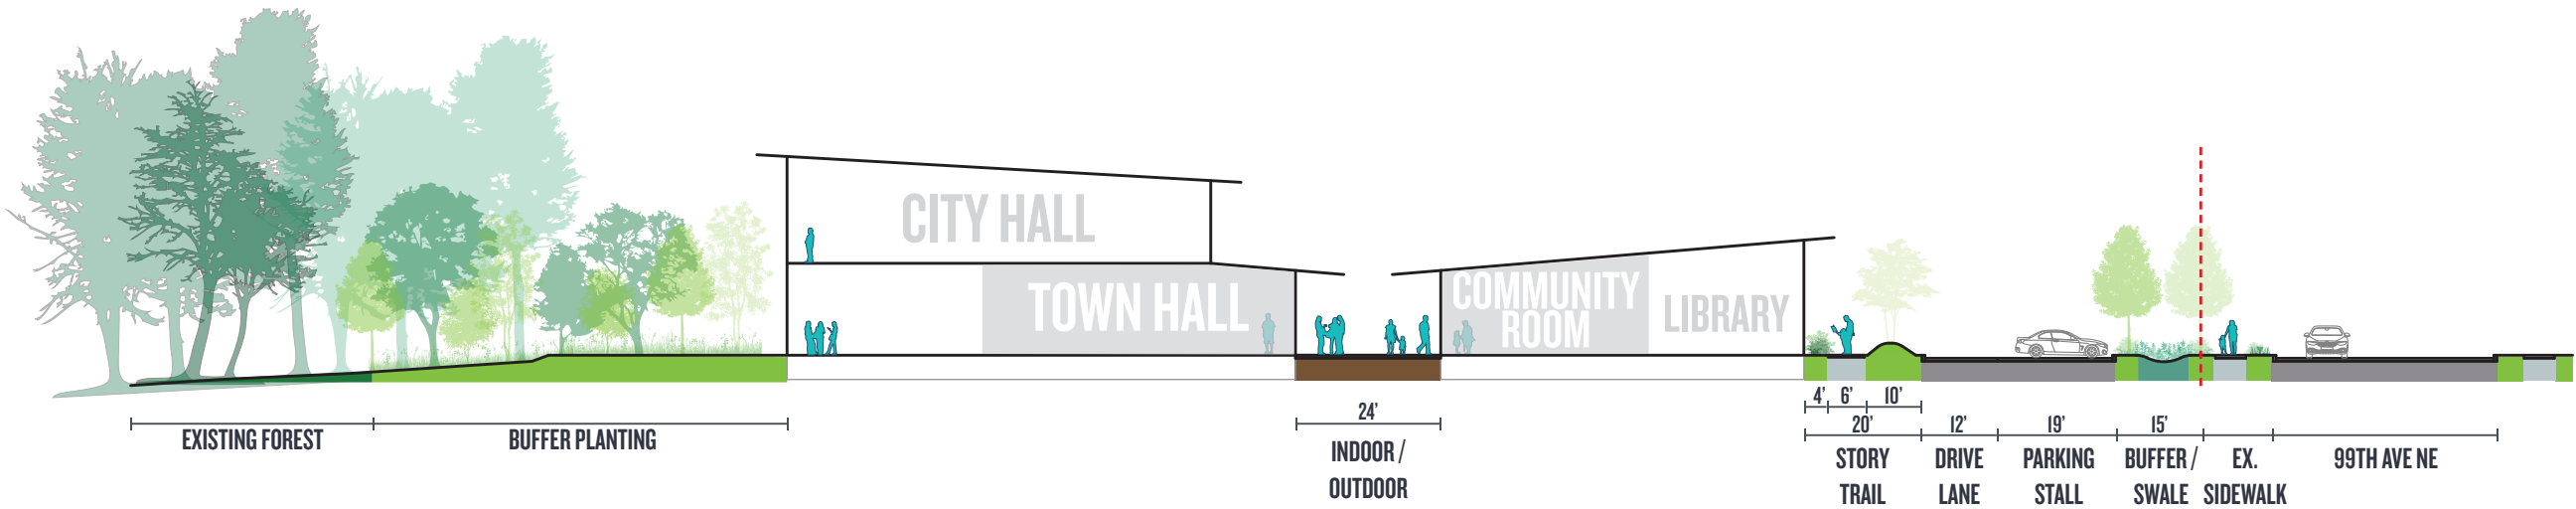 CITY HALL
TOWN HALL
COMMUNITY
ROOM
LIBRARY
EXISTING FOREST
BUFFER PLANTING
24’
INDOOR /
OUTDOOR
4’ 6’ 10’
20’ 12’ 19’ 15’
STORY
TRAIL
DRIVE
LANE
PARKING
STALL
BUFFER /
SWALE
EX.
SIDEWALK
99TH AVE NE